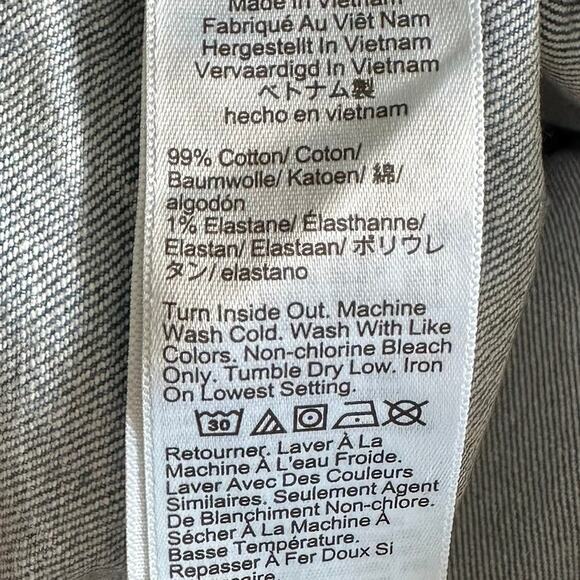 Made In Vietnam
Fabriqué Au Viêt Nam
Hergestellt In Vietnam
Vervaardigd In Vietnam
ベトナム製
hecho en vietnam
99% Cotton/ Coton/
Baumwolle/ Katoen/ 綿/
algodón
1% Elastane/ Élasthanne/
Elastan/ Elastaan/ ポリウレ
タン/ elastano
Turn Inside Out. Machine
Wash Cold. Wash With Like
Colors. Non-chlorine Bleach
Only. Tumble Dry Low. Iron
On Lowest Setting.
30
Retourner. Laver À La
Machine À L'eau Froide.
Laver Avec Des Couleurs
Similaires. Seulement Agent
De Blanchiment Non-Chlore.
Sécher À La Machine À
Basse Température.
Repasser À Fer Doux Si